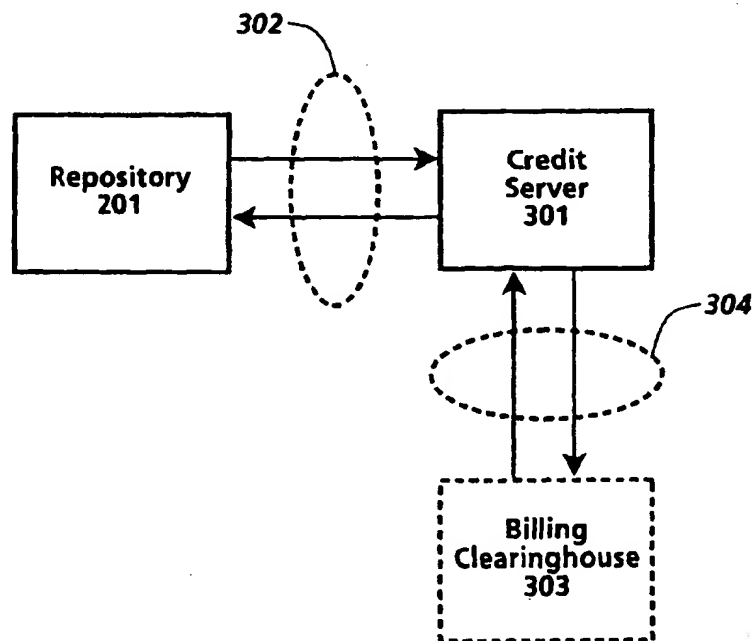 302
Repository
201
Credit
Server
301
304
Billing
Clearinghouse
303